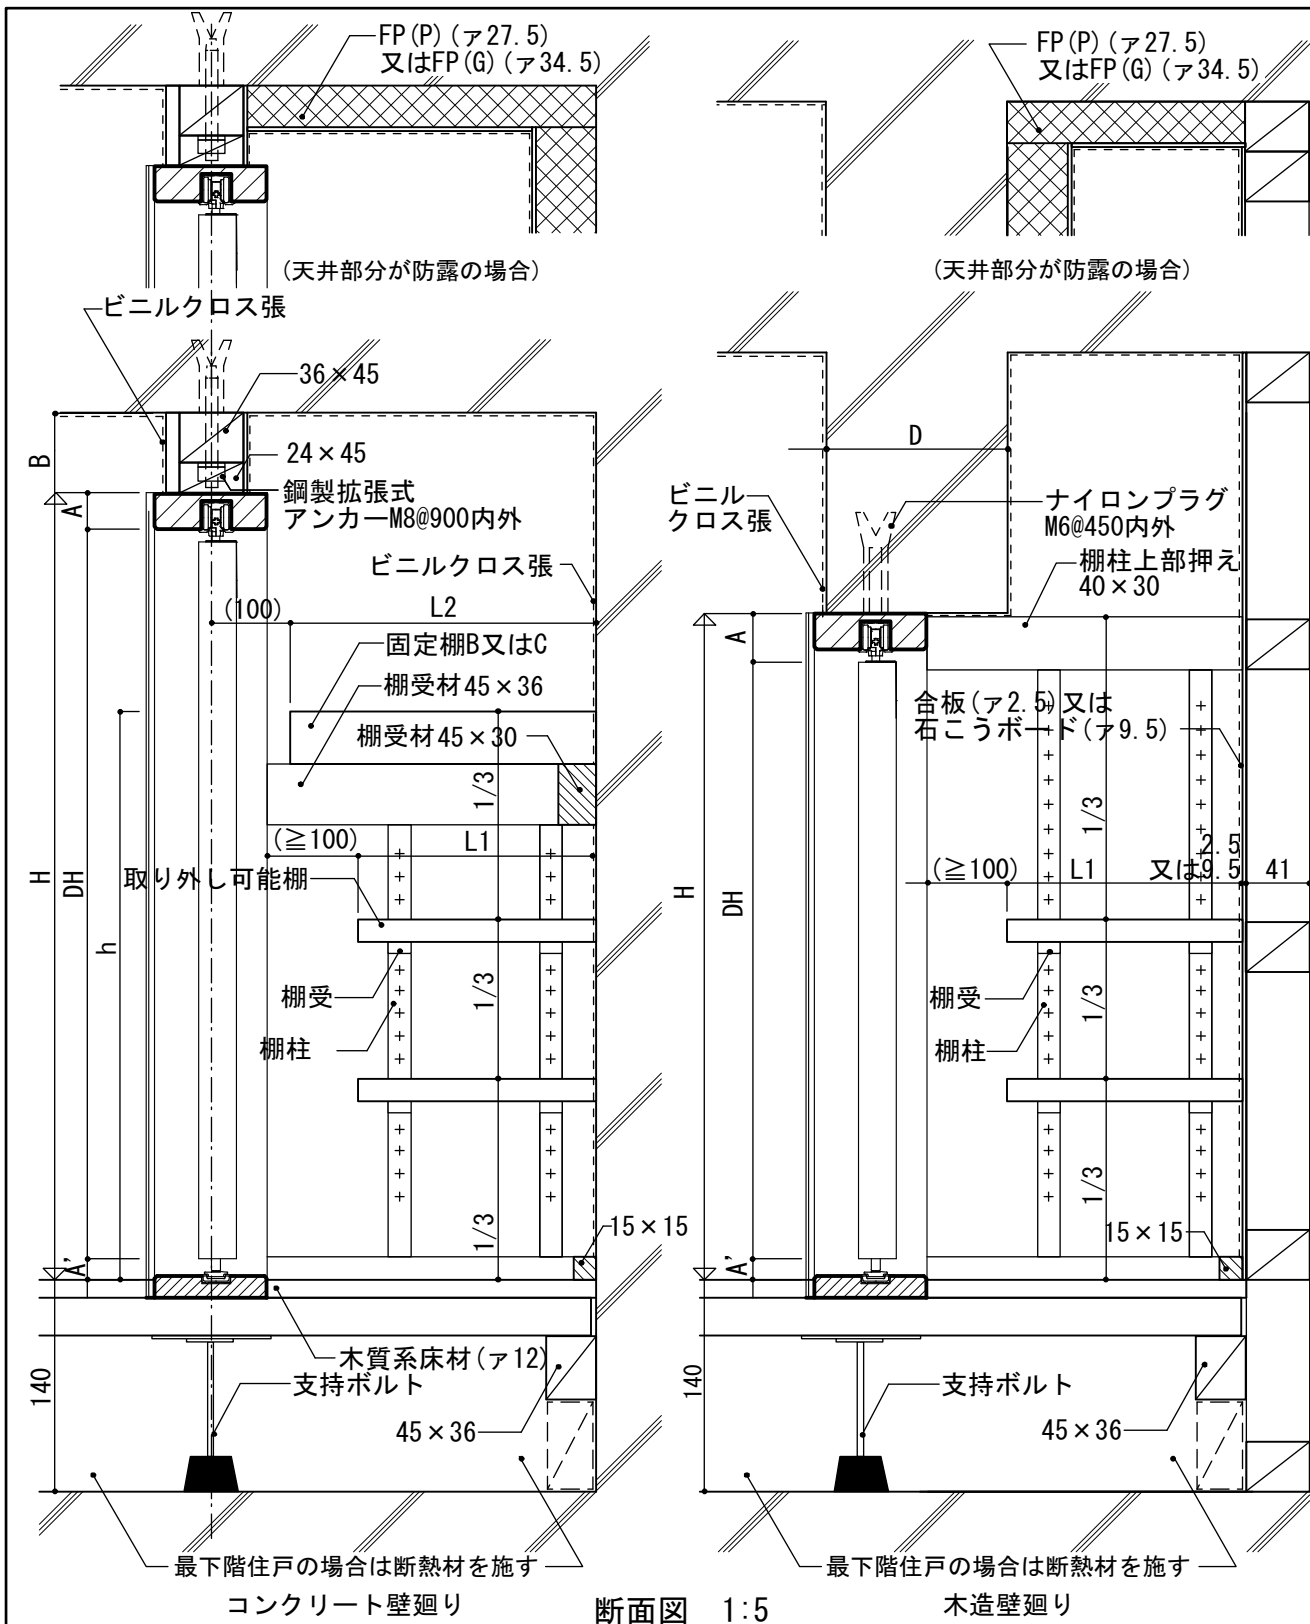 FP(P)(ァ27.5)
又はFP(G)(ァ34.5)
(天井部分が防露の場合)
ビニルクロス張
36×45
24×45
鋼製拡張式
アンカーM8@900内外
ビニルクロス張
B
A
(100)
L2
固定棚B又はC
棚受材45×36
棚受材45×30
1/3
(≧100)
L1
取り外し可能棚
H
DH
h
棚受
1/3
棚柱
1/3
15×15
A'
木質系床材(ァ12)
支持ボルト
140
45×36
最下階住戸の場合は断熱材を施す
コンクリート壁廻り
FP(P)(ァ27.5)
又はFP(G)(ァ34.5)
(天井部分が防露の場合)
D
ビニル
クロス張
ナイロンプラグ
M6@450内外
棚柱上部押え
40×30
A
合板(ァ2.5)又は
石こうボード(ァ9.5)
1/3
2.5
又は9.5
41
(≧100)
L1
H
DH
棚受
1/3
棚柱
1/3
15×15
A'
支持ボルト
140
45×36
最下階住戸の場合は断熱材を施す
木造壁廻り
断面図 1:5